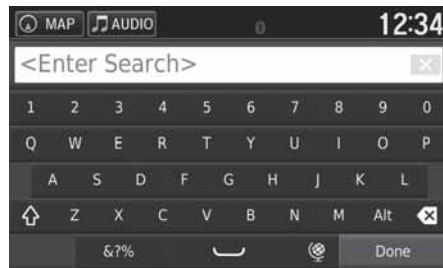 MAP AUDIO 12:34
<Enter Search>
1 2 3 4 5 6 7 8 9 0
Q W E R T Y U I O P
A S D F G H J K L
Z X C V B N M Alt
&?% Done